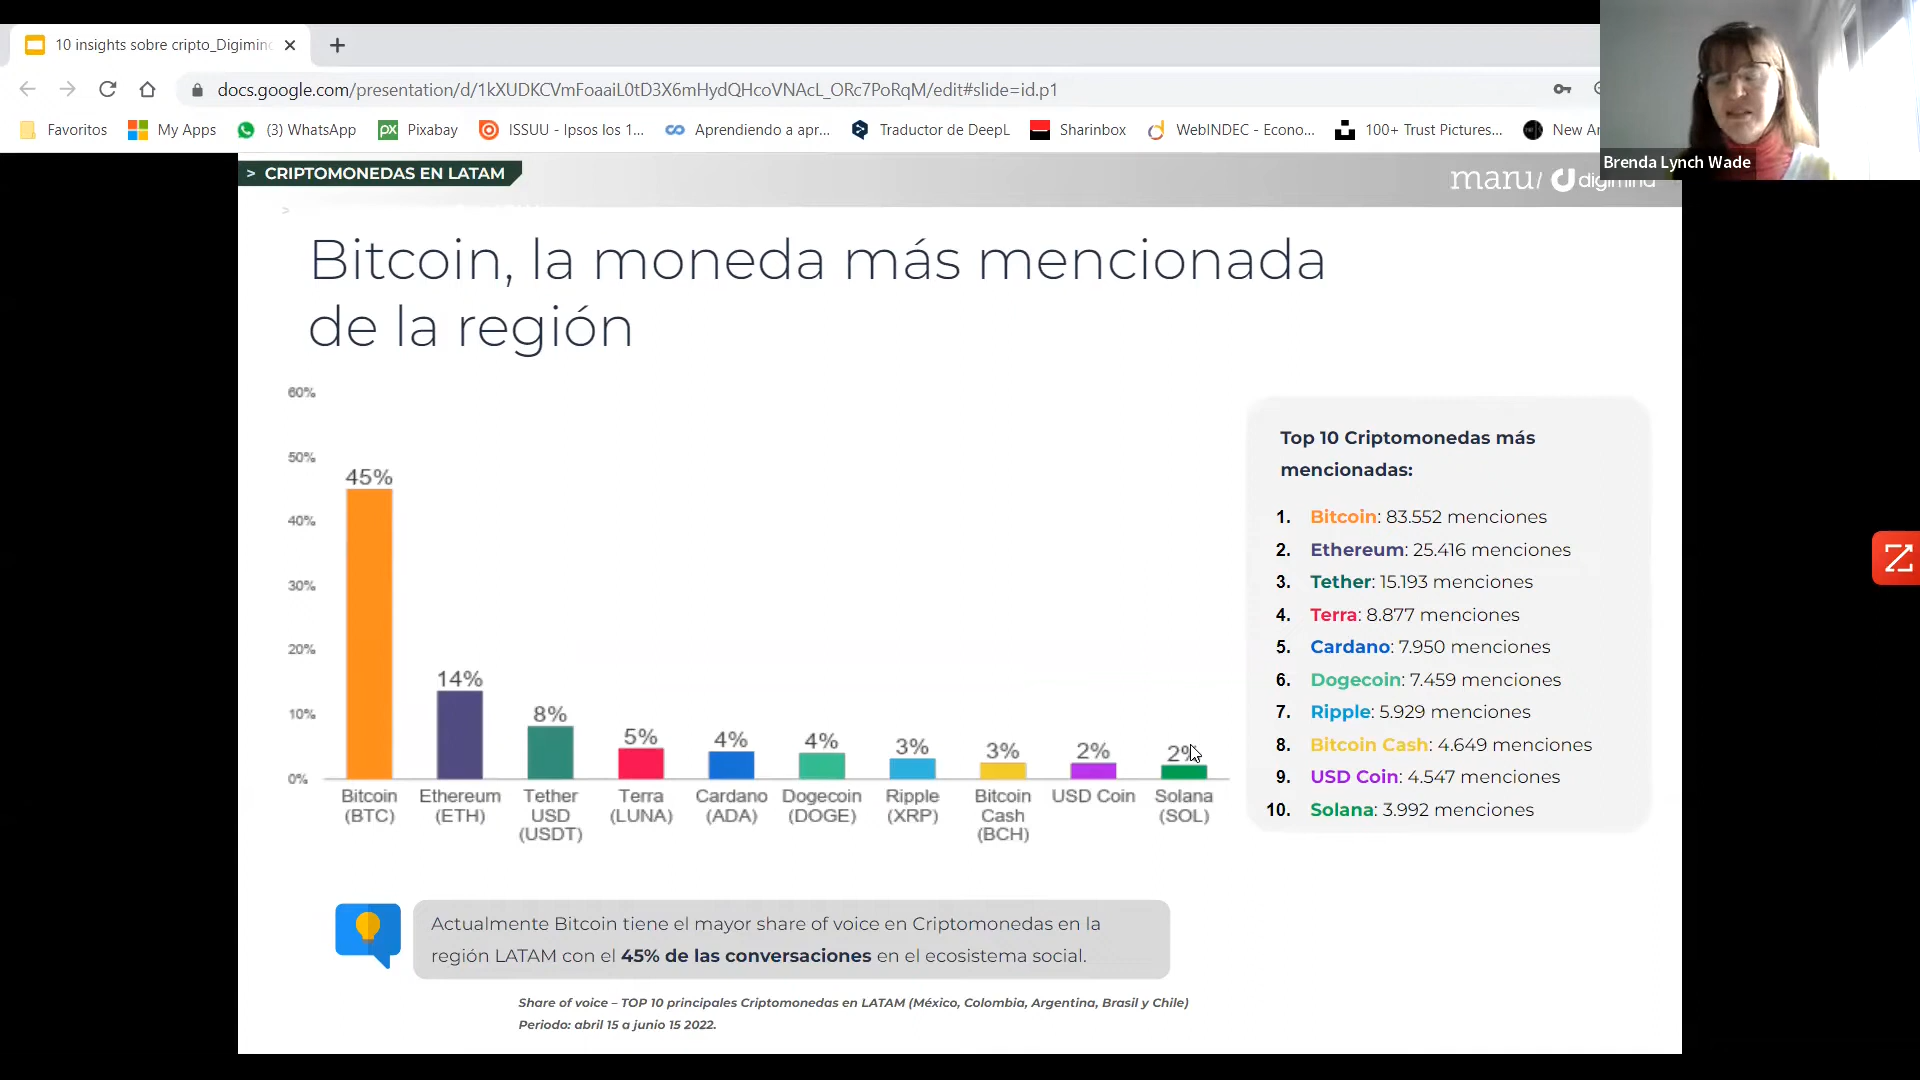 10 insights sobre cripto_Digimind
docs.google.com/presentation/d/1kXUDKCVmFoaaiL0tD3X6mHydQHcoVNAcL_ORc7PoRqM/edit#slide=id.p1
Favoritos My Apps (3) WhatsApp Pixabay ISSUU - Ipsos los 1... Aprendiendo a apr... Traductor de DeepL Sharinbox WebINDEC - Econo... 100+ Trust Pictures... New Ar
Brenda Lynch Wade
> CRIPTOMONEDAS EN LATAM
maru/ digimind
Bitcoin, la moneda más mencionada
de la región
60%
50%
40%
30%
20%
10%
0%
45%
14%
8%
5%
4%
4%
3%
3%
2%
2%
Bitcoin
(BTC)
Ethereum
(ETH)
Tether
USD
(USDT)
Terra
(LUNA)
Cardano
(ADA)
Dogecoin
(DOGE)
Ripple
(XRP)
Bitcoin
Cash
(BCH)
USD Coin
Solana
(SOL)
Top 10 Criptomonedas más
mencionadas:
1. Bitcoin: 83.552 menciones
2. Ethereum: 25.416 menciones
3. Tether: 15.193 menciones
4. Terra: 8.877 menciones
5. Cardano: 7.950 menciones
6. Dogecoin: 7.459 menciones
7. Ripple: 5.929 menciones
8. Bitcoin Cash: 4.649 menciones
9. USD Coin: 4.547 menciones
10. Solana: 3.992 menciones
Actualmente Bitcoin tiene el mayor share of voice en Criptomonedas en la
región LATAM con el 45% de las conversaciones en el ecosistema social.
Share of voice – TOP 10 principales Criptomonedas en LATAM (México, Colombia, Argentina, Brasil y Chile)
Periodo: abril 15 a junio 15 2022.